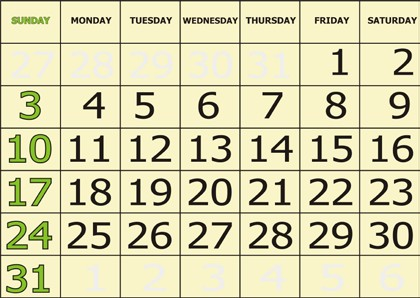 SUNDAY MONDAY TUESDAY WEDNESDAY THURSDAY FRIDAY SATURDAY
27 28 29 30 31 1 2
3 4 5 6 7 8 9
10 11 12 13 14 15 16
17 18 19 20 21 22 23
24 25 26 27 28 29 30
31 1 2 3 4 5 6